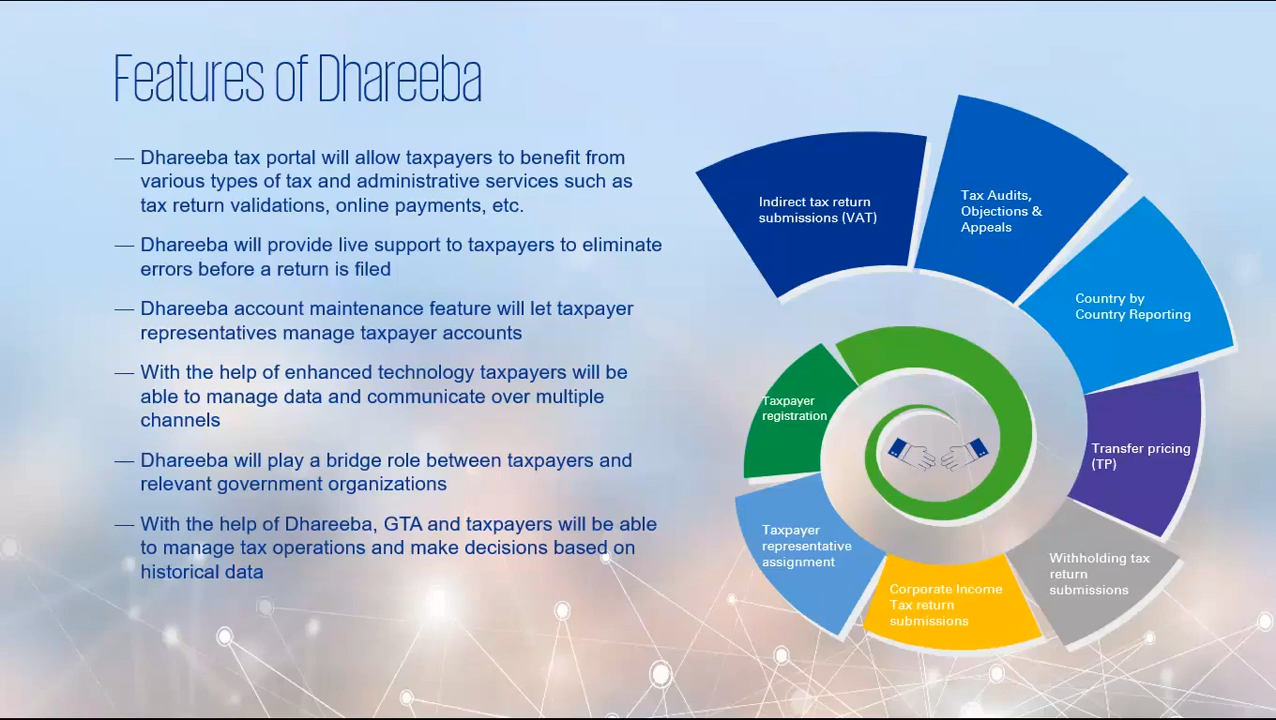 Features of Dhareeba
— Dhareeba tax portal will allow taxpayers to benefit from
various types of tax and administrative services such as
tax return validations, online payments, etc.
— Dhareeba will provide live support to taxpayers to eliminate
errors before a return is filed
— Dhareeba account maintenance feature will let taxpayer
representatives manage taxpayer accounts
— With the help of enhanced technology taxpayers will be
able to manage data and communicate over multiple
channels
— Dhareeba will play a bridge role between taxpayers and
relevant government organizations
— With the help of Dhareeba, GTA and taxpayers will be able
to manage tax operations and make decisions based on
historical data
Indirect tax return
submissions (VAT)
Tax Audits,
Objections &
Appeals
Country by
Country Reporting
Transfer pricing
(TP)
Withholding tax
return
submissions
Corporate Income
Tax return
submissions
Taxpayer
representative
assignment
Taxpayer
registration